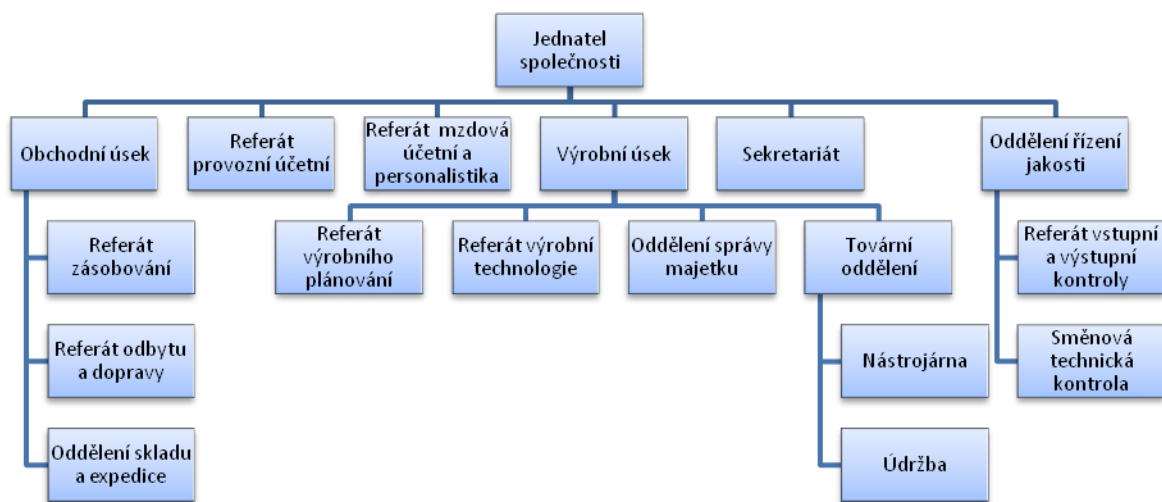 Jednatel
společnosti
Obchodní úsek
Referát
provozní účetní
Referát mzdová
účetní a
personalistika
Výrobní úsek
Sekretariát
Oddělení řízení
jakosti
Referát
zásobování
Referát odbytu
a dopravy
Oddělení skladu
a expedice
Referát
výrobního
plánování
Referát výrobní
technologie
Oddělení správy
majetku
Tovární
oddělení
Nástrojárna
Údržba
Referát vstupní
a výstupní
kontroly
Směnová
technická
kontrola